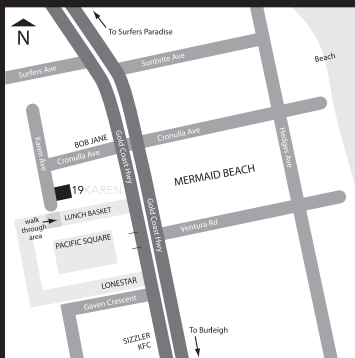 N
To Surfers Paradise
Surfers Ave
Sunbrite Ave
Beach
Karen Ave
BOB JANE
Cronulla Ave
Gold Coast Hwy
Cronulla Ave
Hedges Ave
19 KAREN
MERMAID BEACH
walk
through
area
LUNCH BASKET
Gold Coast Hwy
Ventura Rd
PACIFIC SQUARE
LONESTAR
Gaven Crescent
SIZZLER
KFC
To Burleigh